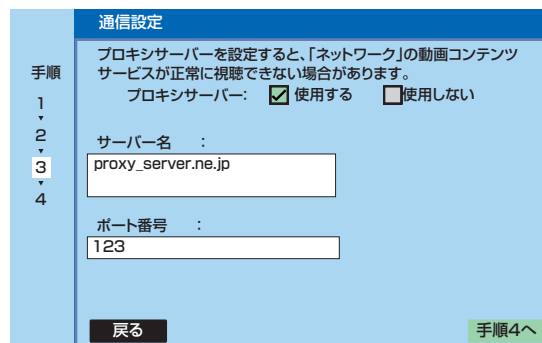 通信設定
手順
1
2
3
4
プロキシサーバーを設定すると、「ネットワーク」の動画コンテンツ
サービスが正常に視聴できない場合があります。
プロキシサーバー: 使用する 使用しない
サーバー名 :
proxy_server.ne.jp
ポート番号 :
123
戻る 手順4へ